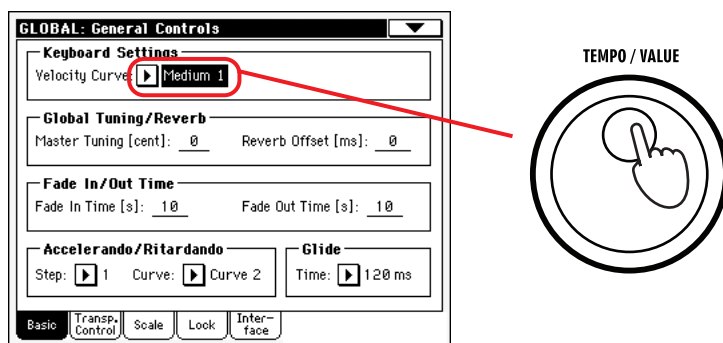 GLOBAL: General Controls
Keyboard Settings
Velocity Curve: Medium 1
Global Tuning/Reverb
Master Tuning [cent]: 0 Reverb Offset [ms]: 0
Fade In/Out Time
Fade In Time [s]: 10 Fade Out Time [s]: 10
Accelerando/Ritardando
Step: 1 Curve: Curve 2
Glide
Time: 120 ms
Basic
Transp.
Control
Scale
Lock
Inter-
face
TEMPO / VALUE